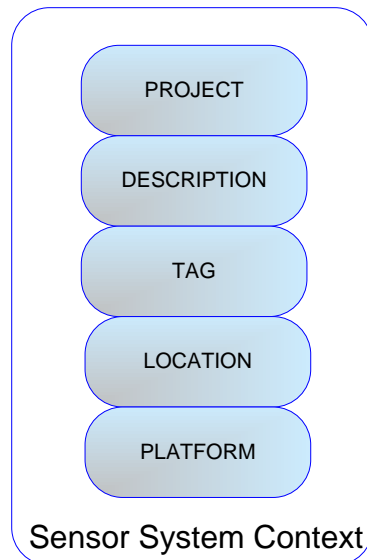 PROJECT
DESCRIPTION
TAG
LOCATION
PLATFORM
Sensor System Context